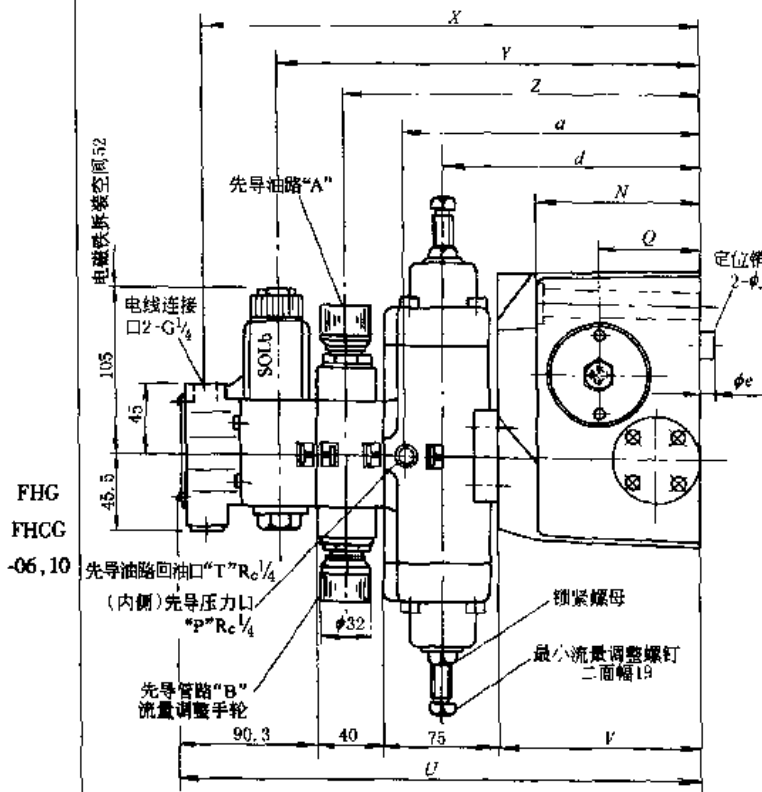 X
Y
Z
a
d
N
Q
电磁铁拆装空间52
先导油路“A”
定位销
2-φ
电线连接
口2-G1/4
SOLb
105
45
45.5
φe
FHG
FHCG
-06,10
先导油路回油口“T”Rc1/4
(内侧)先导压力口
“P”Rc1/4
φ32
锁紧螺母
最小流量调整螺钉
二面幅19
先导管路“B”
流量调整手轮
90.3
40
75
V
U